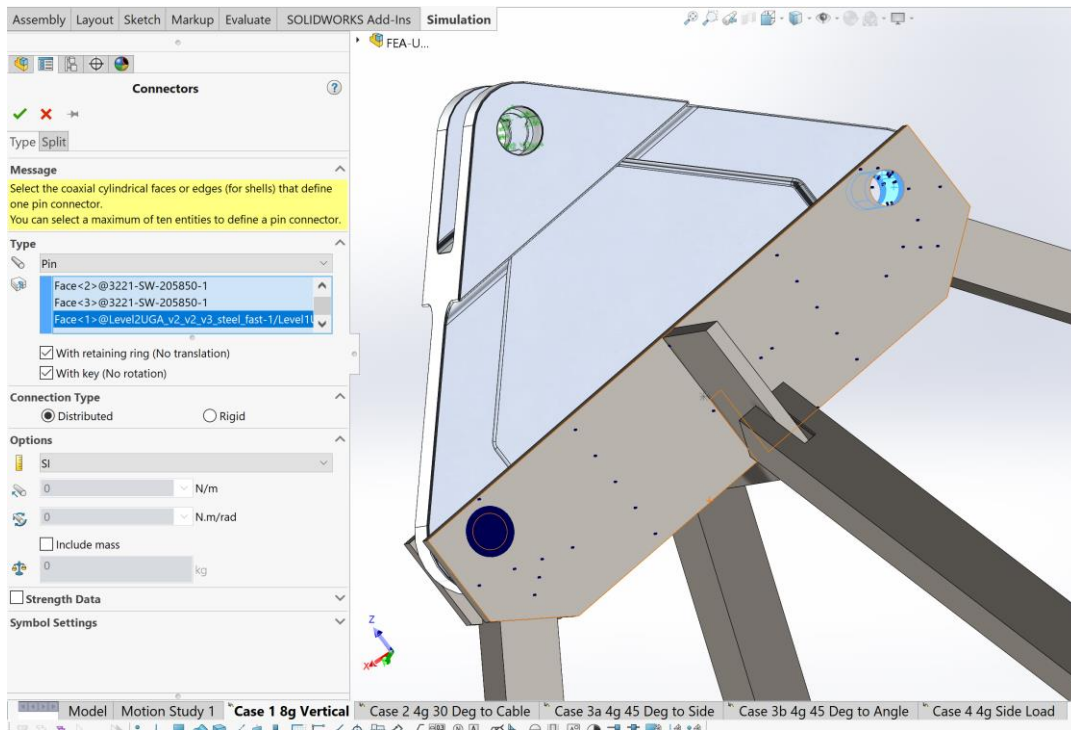 Assembly Layout Sketch Markup Evaluate SOLIDWORKS Add-Ins Simulation
FEA-U...
Connectors
?
Type Split
Message
Select the coaxial cylindrical faces or edges (for shells) that define
one pin connector.
You can select a maximum of ten entities to define a pin connector.
Type
Pin
Face<2>@3221-SW-205850-1
Face<3>@3221-SW-205850-1
Face<1>@Level2UGA_v2_v2_v3_steel_fast-1/Level1U
With retaining ring (No translation)
With key (No rotation)
Connection Type
Distributed Rigid
Options
SI
0 N/m
0 N.m/rad
Include mass
0 kg
Strength Data
Symbol Settings
Z
X
Model Motion Study 1 Case 1 8g Vertical Case 2 4g 30 Deg to Cable Case 3a 4g 45 Deg to Side Case 3b 4g 45 Deg to Angle Case 4 4g Side Load